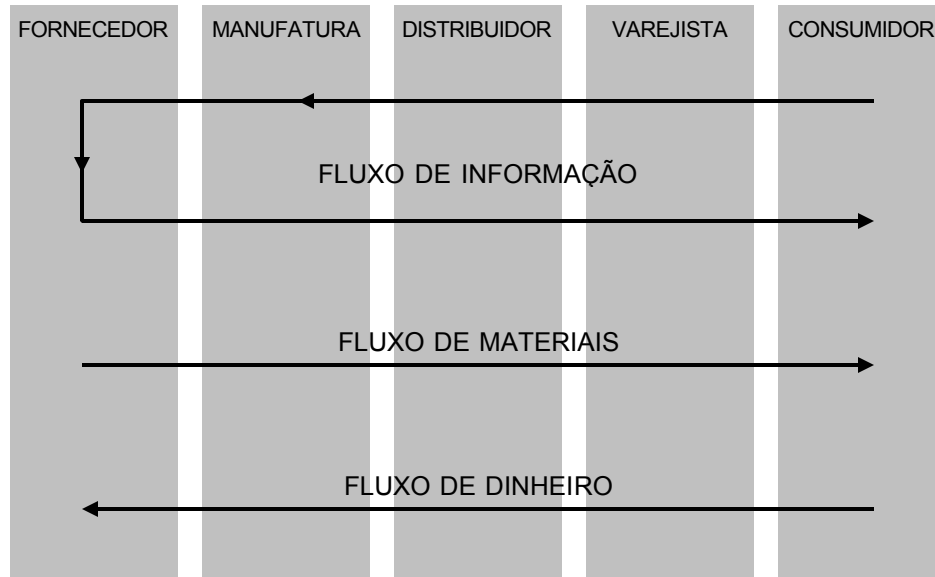 FORNECEDOR MANUFATURA DISTRIBUIDOR VAREJISTA CONSUMIDOR
FLUXO DE INFORMAÇÃO
FLUXO DE MATERIAIS
FLUXO DE DINHEIRO